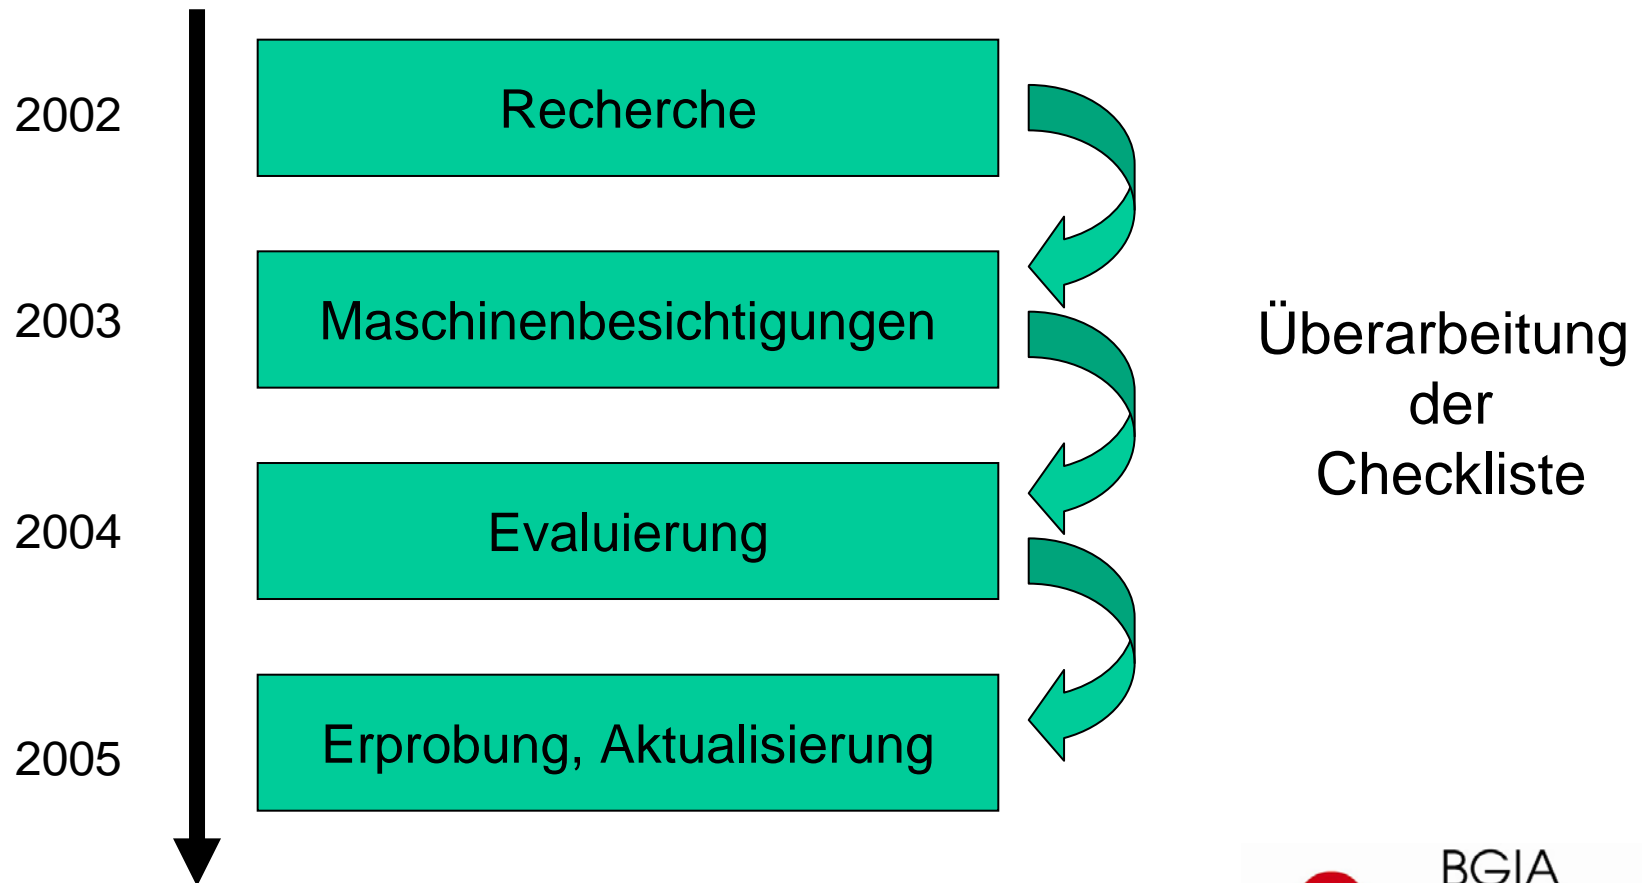 2002
Recherche
2003
Maschinenbesichtigungen
2004
Evaluierung
2005
Erprobung, Aktualisierung
Überarbeitung
der
Checkliste
BGIA